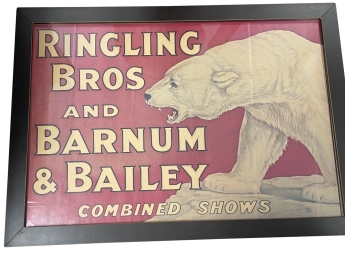 RINGLING
BROS
AND
BARNUM
& BAILEY
COMBINED SHOWS